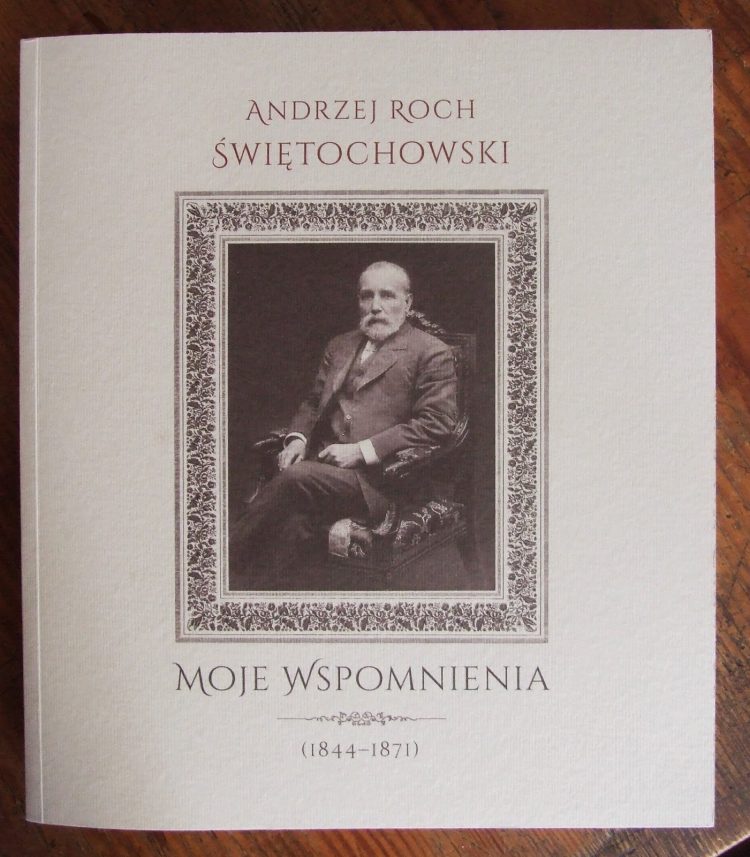 Andrzej Roch
Świętochowski
Moje Wspomnienia
(1844–1871)